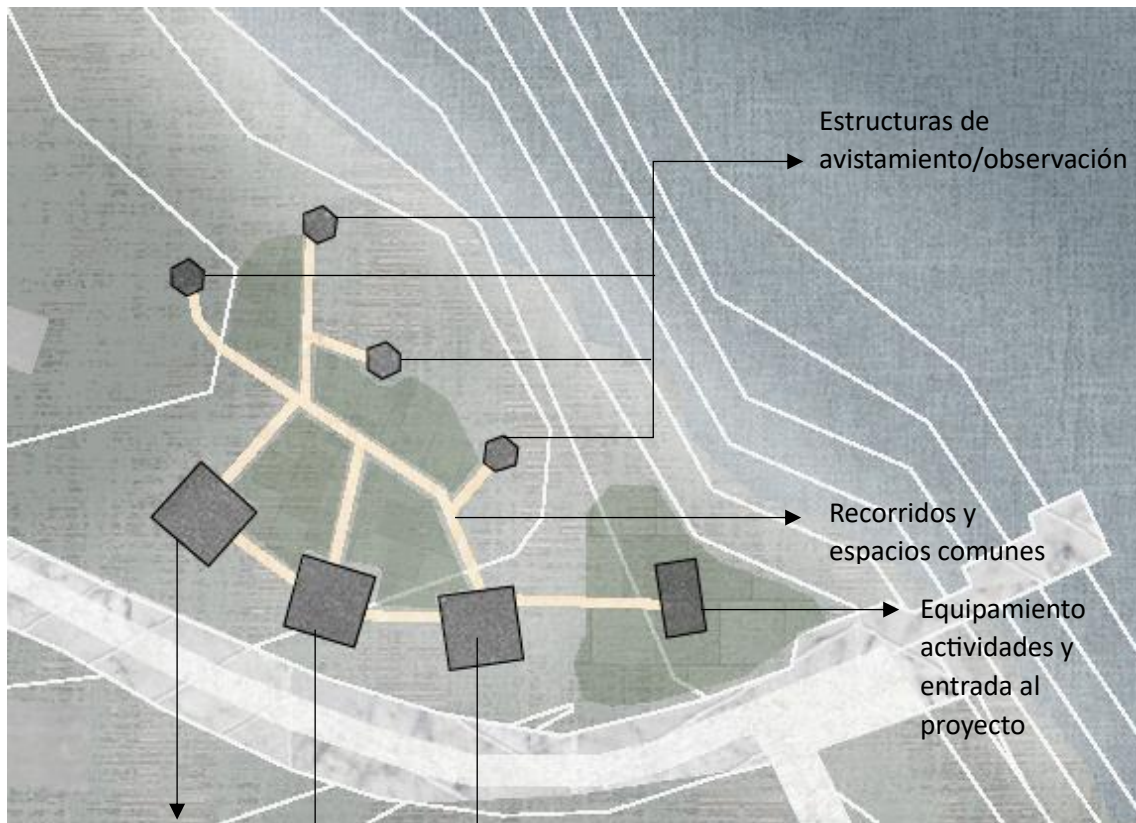 Estructuras de
avistamiento/observación
Recorridos y
espacios comunes
Equipamiento
actividades y
entrada al
proyecto